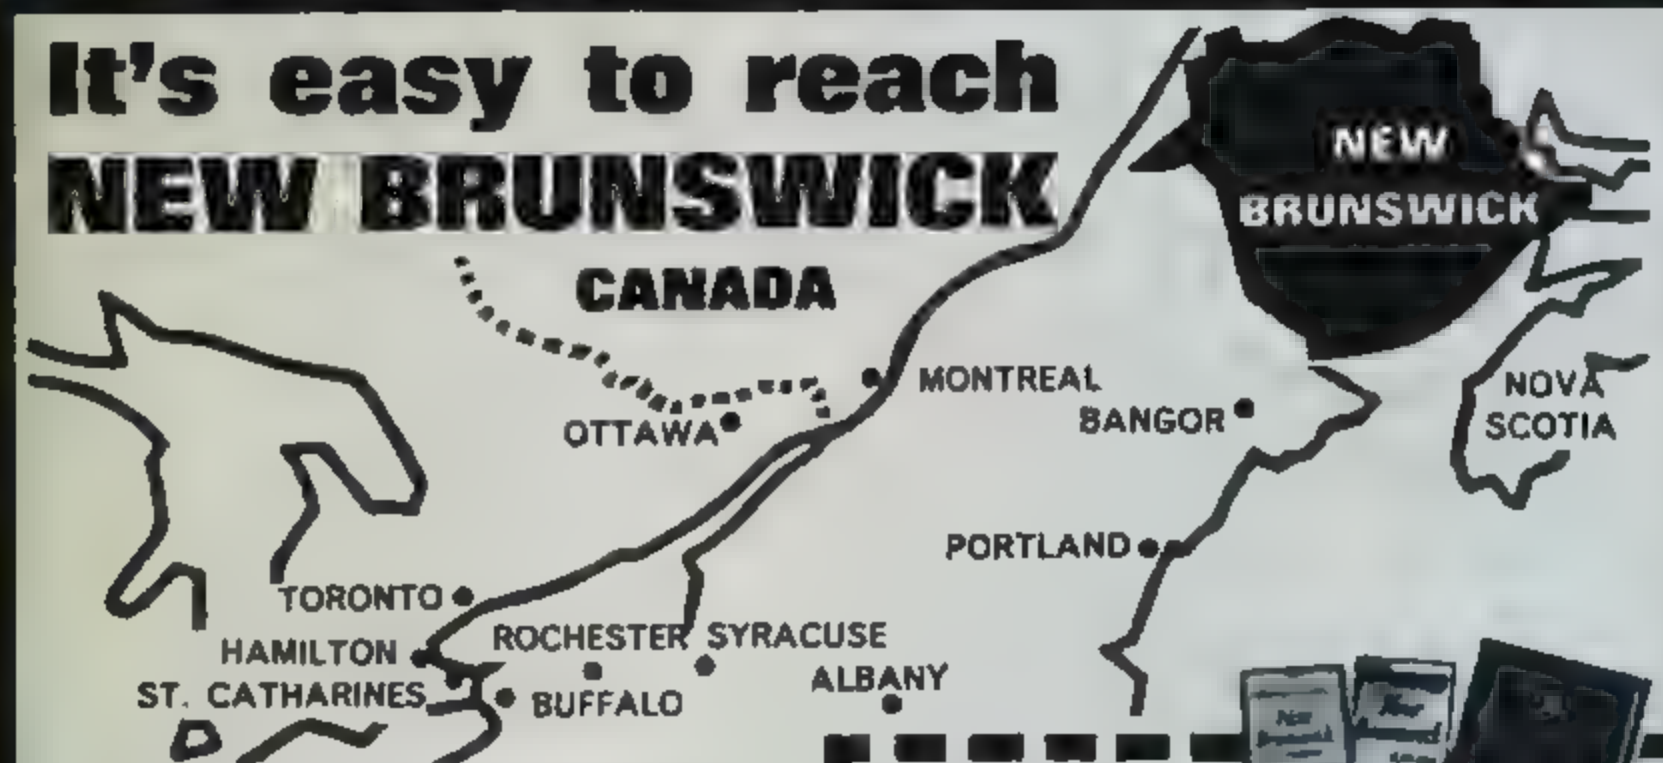 It's easy to reach
NEW BRUNSWICK
CANADA
NEW
BRUNSWICK
MONTREAL
BANGOR
OTTAWA
NOVA
SCOTIA
PORTLAND
TORONTO
HAMILTON
ROCHESTER
SYRACUSE
ST. CATHARINES
BUFFALO
ALBANY